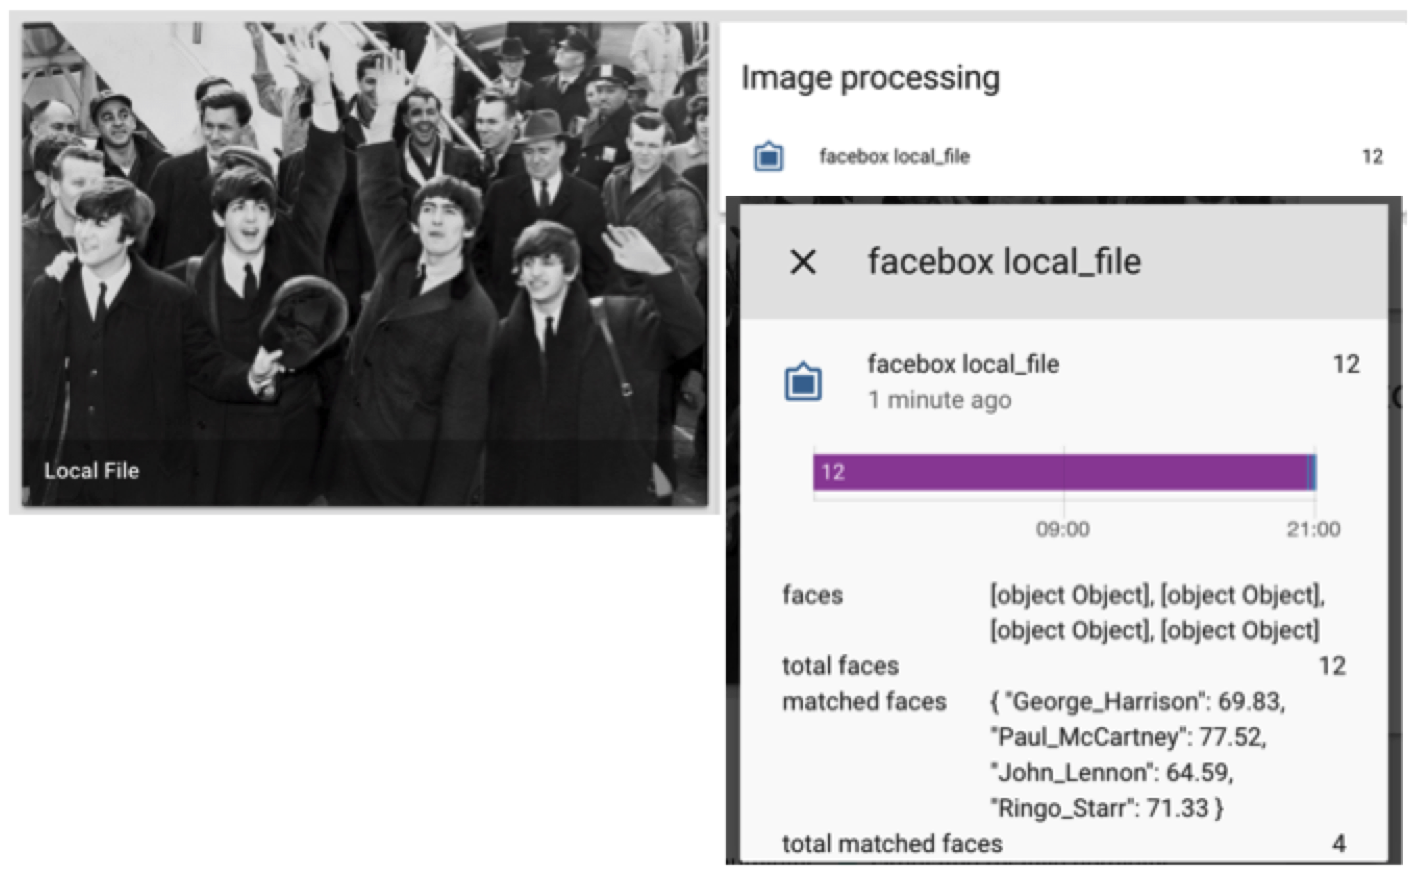 Local File
Image processing
facebox local_file 12
facebox local_file
facebox local_file 12
1 minute ago
12
09:00 21:00
faces [object Object], [object Object],
[object Object], [object Object]
total faces 12
matched faces { "George_Harrison": 69.83,
"Paul_McCartney": 77.52,
"John_Lennon": 64.59,
"Ringo_Starr": 71.33 }
total matched faces 4